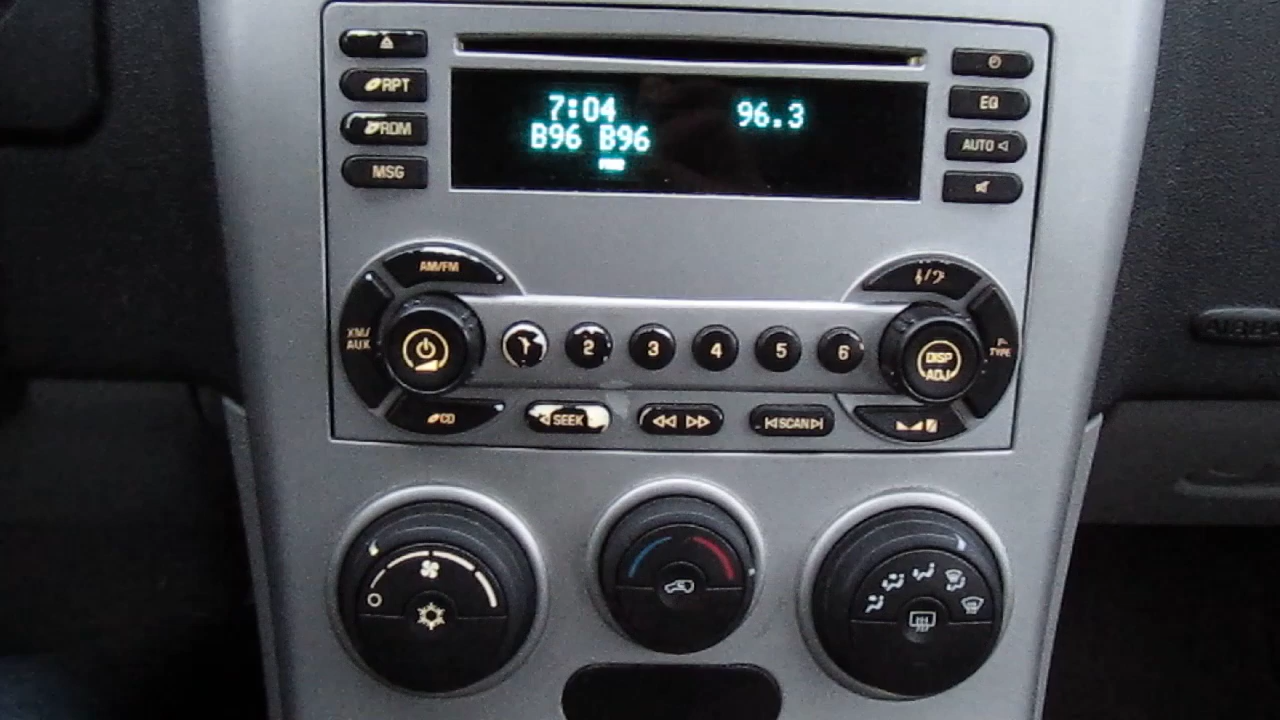 RPT
RDM
MSG
7:04
96.3
B96 B96
EQ
AUTO
AM/FM
XM/
AUX
2
3
4
5
6
DISP
ADJ
P-
TYPE
CD
SEEK
SCAN